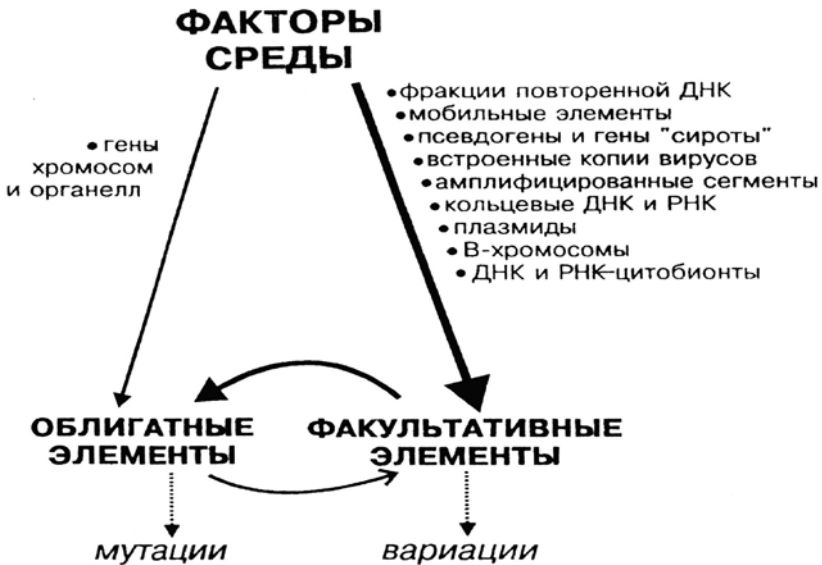 ФАКТОРЫ
СРЕДЫ
•гены
хромосом
и органелл
•фракции повторенной ДНК
•мобильные элементы
•псевдогены и гены "сироты"
•встроенные копии вирусов
•амплифицированные сегменты
•кольцевые ДНК и РНК
•плазмиды
•В-хромосомы
•ДНК и РНК-цитобионты
ОБЛИГАТНЫЕ
ЭЛЕМЕНТЫ
ФАКУЛЬТАТИВНЫЕ
ЭЛЕМЕНТЫ
мутации
вариации